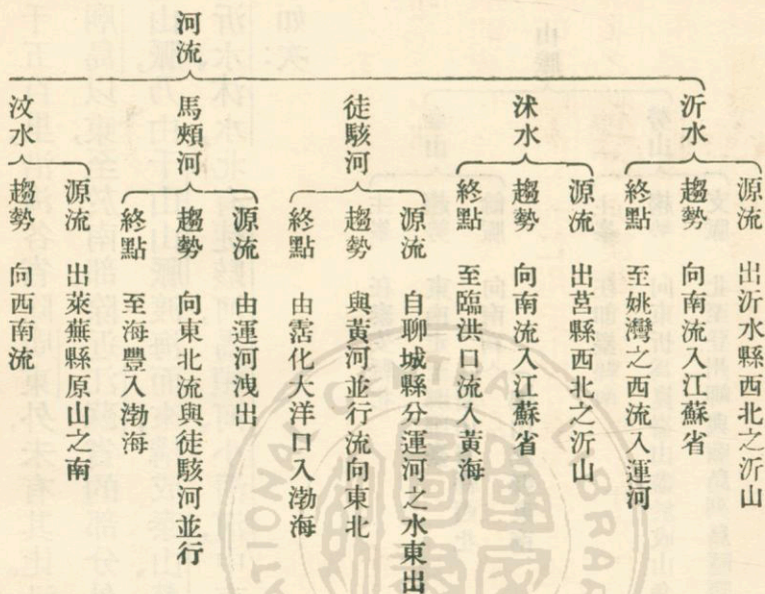 河流
沂水
源流 出沂水縣西北之沂山
趨勢 向南流入江蘇省
終點 至姚灣之西流入運河
沭水
源流 出莒縣西北之沂山
趨勢 向南流入江蘇省
終點 至臨洪口流入黃海
徒駭河
源流 自聊城縣分運河之水東出
趨勢 與黃河並行流向東北
終點 由霑化大洋口入渤海
馬頰河
源流 由運河洩出
趨勢 向東北流與徒駭河並行
終點 至海豐入渤海
汶水
源流 出萊蕪縣原山之南
趨勢 向西南流